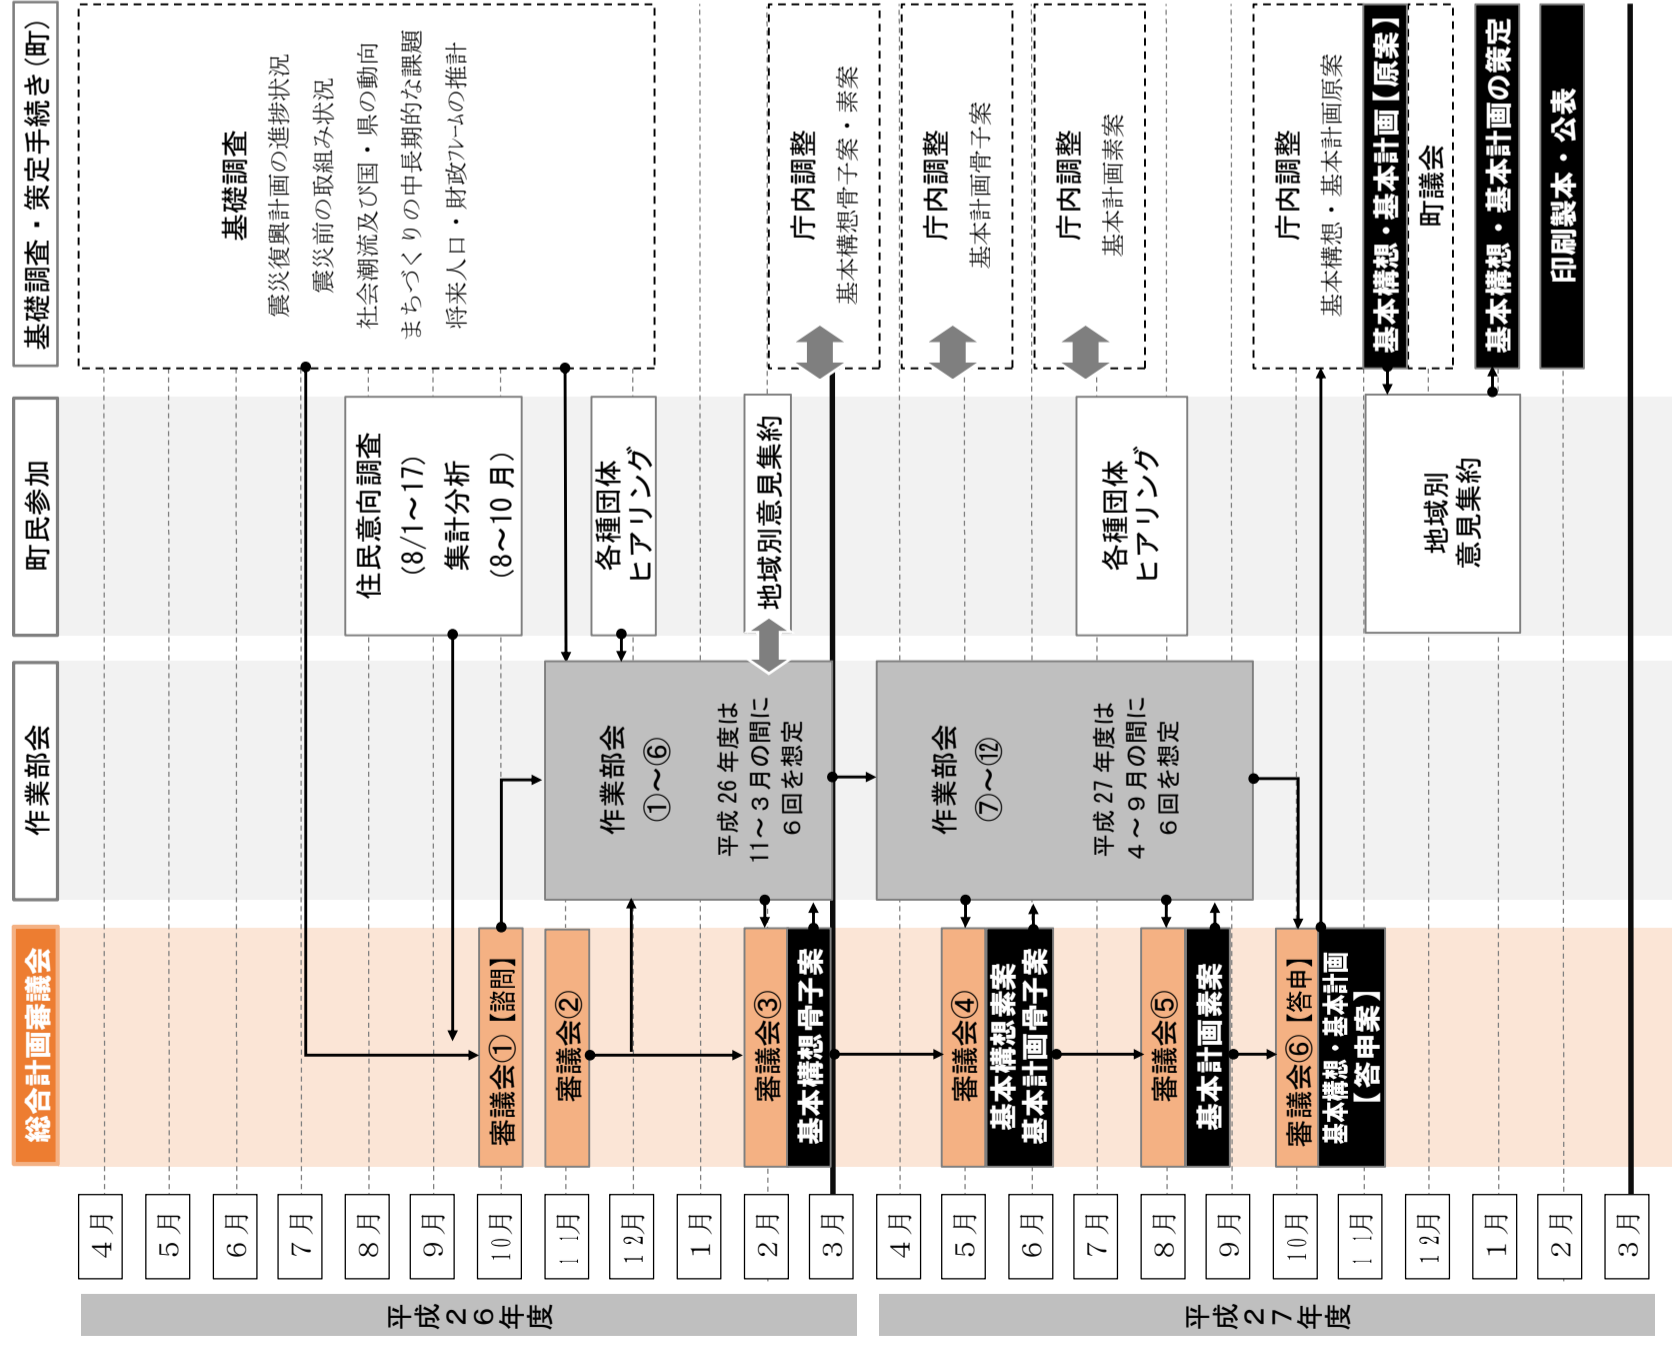 総合計画審議会
作業部会
町民参加
基礎調査・策定手続き(町)
平成26年度
4月
5月
6月
7月
8月
9月
10月
11月
12月
1月
2月
3月
平成27年度
4月
5月
6月
7月
8月
9月
10月
11月
12月
1月
2月
3月
審議会①【諮問】
審議会②
審議会③
基本構想骨子案
審議会④
基本構想素案
基本計画骨子案
審議会⑤
基本計画素案
審議会⑥【答申】
基本構想・基本計画
【答申案】
作業部会
①～⑥
平成26年度は
11～3月の間に
6回を想定
作業部会
⑦～⑫
平成27年度は
4～9月の間に
6回を想定
住民意向調査
(8/1～17)
集計分析
(8～10月)
各種団体
ヒアリング
地域別意見集約
各種団体
ヒアリング
地域別
意見集約
基礎調査
震災復興計画の進捗状況
震災前の取組み状況
社会潮流及び国・県の動向
まちづくりの中長期的な課題
将来人口・財政フレームの推計
庁内調整
基本構想骨子案・素案
庁内調整
基本計画骨子案
庁内調整
基本計画素案
庁内調整
基本構想・基本計画原案
基本構想・基本計画【原案】
町議会
基本構想・基本計画の策定
印刷製本・公表